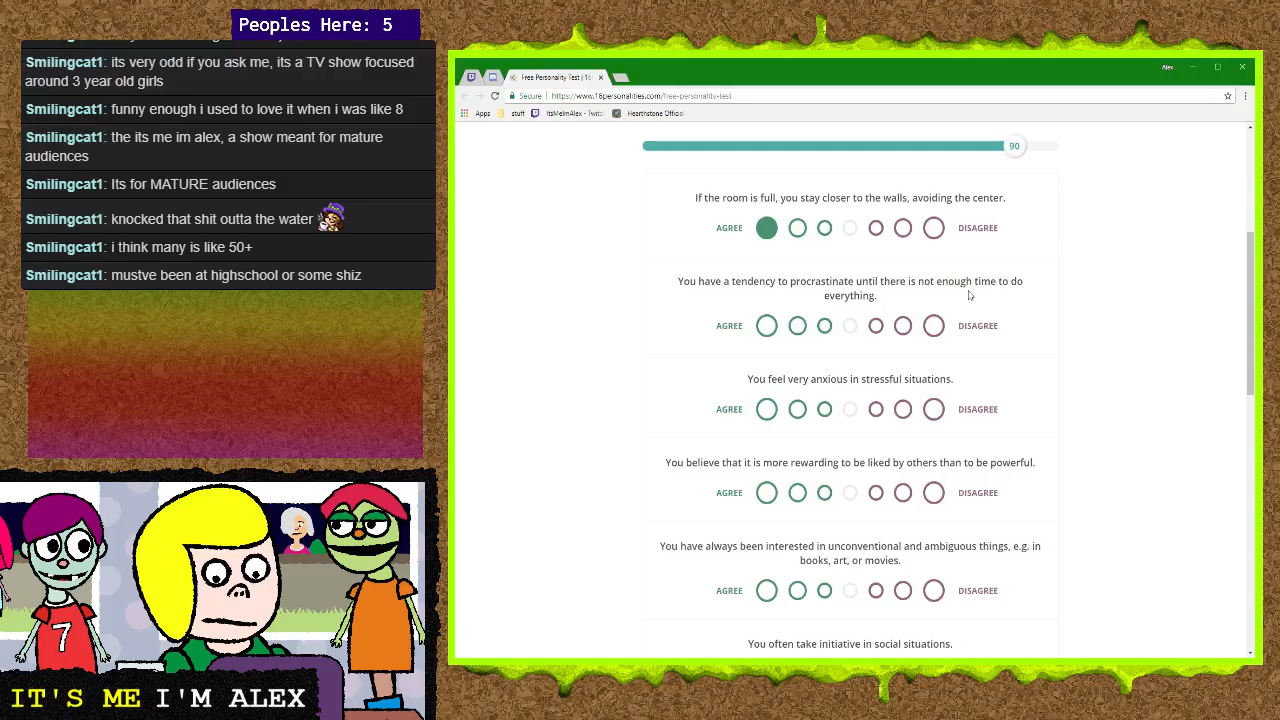 Peoples Here: 5
Smilingcat1: its very odd if you ask me, its a TV show focused
around 3 year old girls
Smilingcat1: funny enough i used to love it when i was like 8
Smilingcat1: the its me im alex, a show meant for mature
audiences
Smilingcat1: Its for MATURE audiences
Smilingcat1: knocked that shit outta the water
Smilingcat1: i think many is like 50+
Smilingcat1: mustve been at highschool or some shiz
7
IT'S ME I'M ALEX
Free Personality Test | 16
Alex
Secure
https://www.16personalities.com/free-personality-test
Apps
stuff
ItsMeImAlex - Twitch
Hearthstone Official
90
If the room is full, you stay closer to the walls, avoiding the center.
AGREE DISAGREE
You have a tendency to procrastinate until there is not enough time to do
everything.
AGREE DISAGREE
You feel very anxious in stressful situations.
AGREE DISAGREE
You believe that it is more rewarding to be liked by others than to be powerful.
AGREE DISAGREE
You have always been interested in unconventional and ambiguous things, e.g. in
books, art, or movies.
AGREE DISAGREE
You often take initiative in social situations.